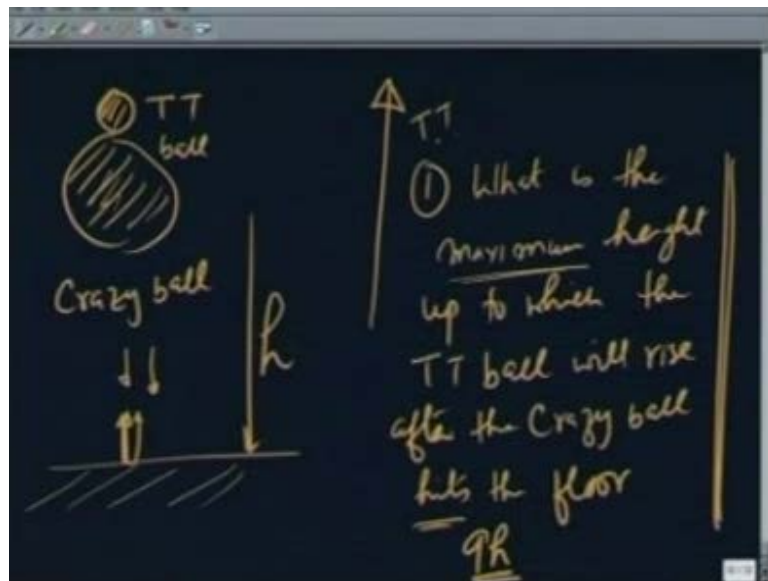 TT
ball
Crazy ball
h
TT
① What is the
maximum height
up to which the
TT ball will rise
after the Crazy ball
hits the floor
9h